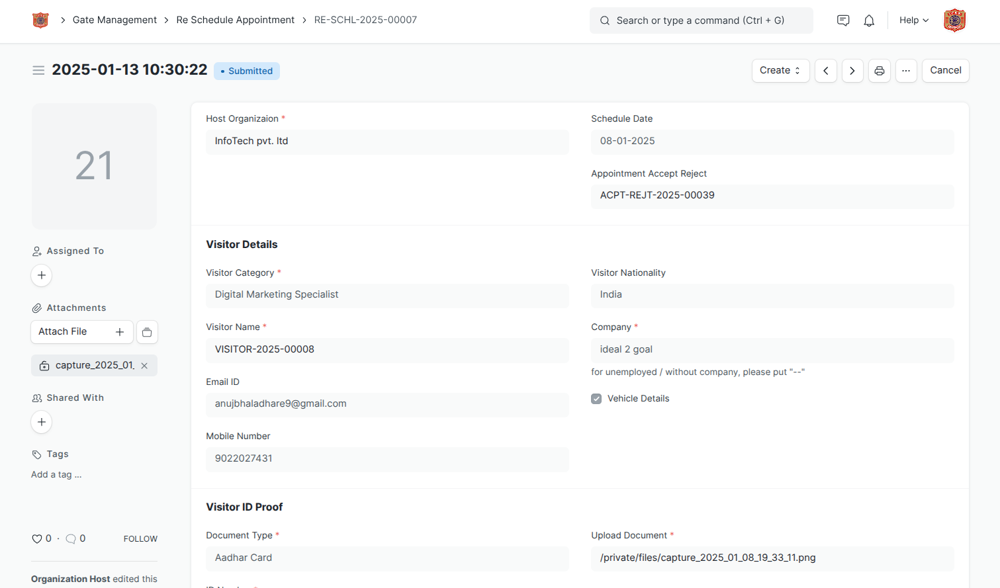 Gate Management
Re Schedule Appointment
RE-SCHL-2025-00007
Search or type a command (Ctrl + G)
Help
2025-01-13 10:30:22
Submitted
Create
Cancel
21
Assigned To
Attachments
Attach File
capture_2025_01_
Shared With
Tags
Add a tag ...
0 · 0
FOLLOW
Organization Host edited this
Host Organizaion *
InfoTech pvt. ltd
Schedule Date
08-01-2025
Appointment Accept Reject
ACPT-REJT-2025-00039
Visitor Details
Visitor Category *
Digital Marketing Specialist
Visitor Nationality
India
Visitor Name *
VISITOR-2025-00008
Company *
ideal 2 goal
for unemployed / without company, please put "--"
Email ID
anujbhaladhare9@gmail.com
Vehicle Details
Mobile Number
9022027431
Visitor ID Proof
Document Type *
Aadhar Card
Upload Document *
/private/files/capture_2025_01_08_19_33_11.png